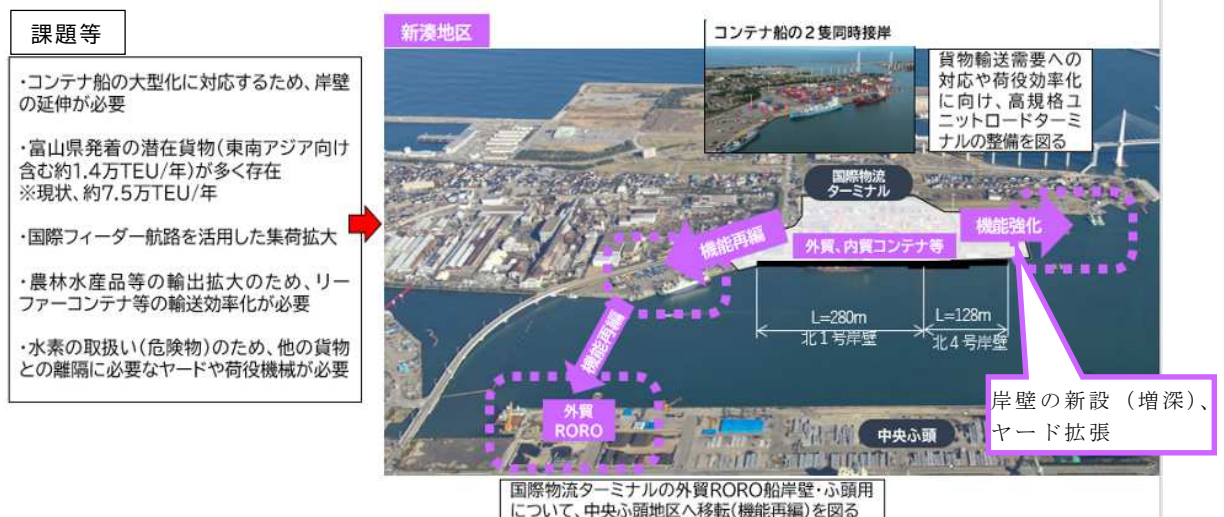 課題等
・コンテナ船の大型化に対応するため、岸壁
の延伸が必要
・富山県発着の潜在貨物(東南アジア向け
含む約1.4万TEU/年)が多く存在
※現状、約7.5万TEU/年
・国際フィーダー航路を活用した集荷拡大
・農林水産品等の輸出拡大のため、リー
ファーコンテナ等の輸送効率化が必要
・水素の取扱い(危険物)のため、他の貨物
との離隔に必要なヤードや荷役機械が必要
新湊地区
コンテナ船の2隻同時接岸
貨物輸送需要への
対応や荷役効率化
に向け、高規格ユ
ニットロードターミ
ナルの整備を図る
国際物流
ターミナル
機能強化
機能再編
外貿、内貿コンテナ等
L=280m
北1号岸壁
L=128m
北4号岸壁
機能再編
外貿
RORO
中央ふ頭
岸壁の新設(増深)、
ヤード拡張
国際物流ターミナルの外貿RORO船岸壁・ふ頭用
について、中央ふ頭地区へ移転(機能再編)を図る